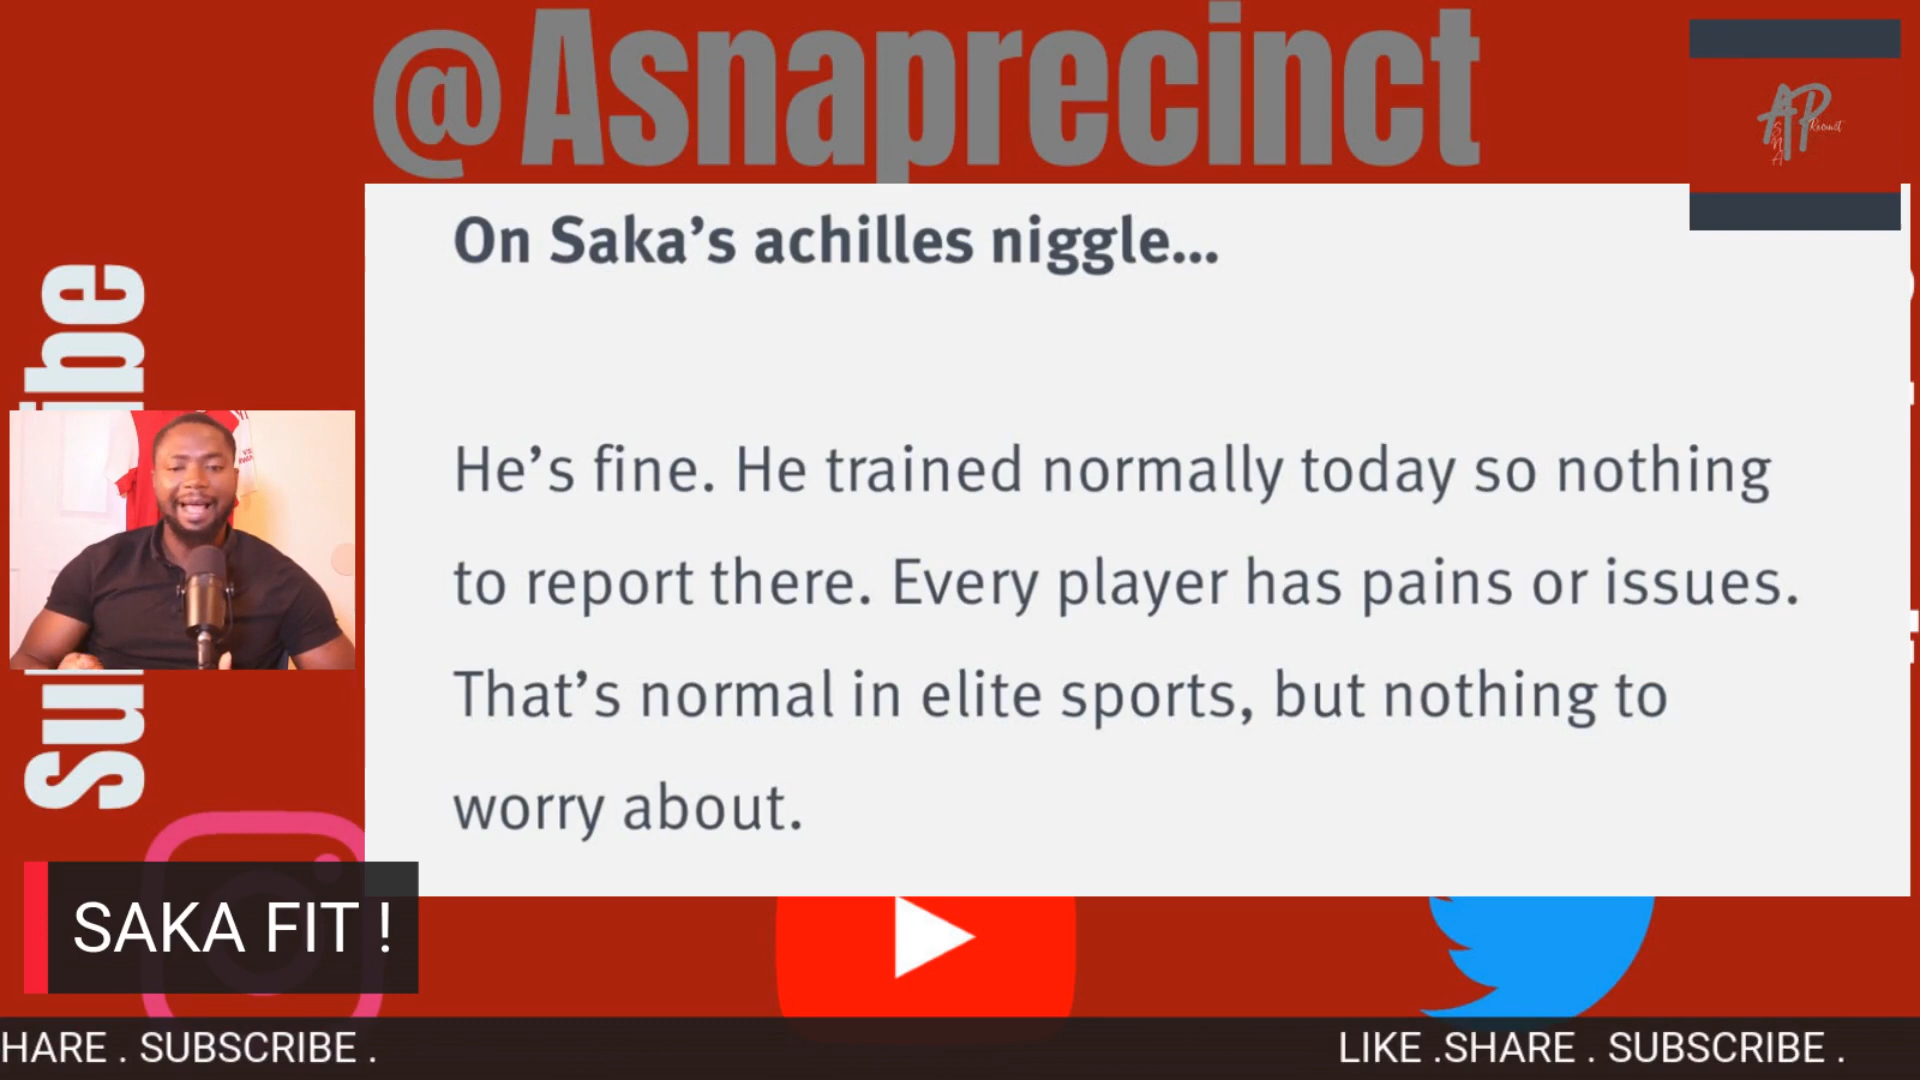 @Asnaprecinct
On Saka's achilles niggle...
He's fine. He trained normally today so nothing
to report there. Every player has pains or issues.
That's normal in elite sports, but nothing to
worry about.
SAKA FIT !
HARE . SUBSCRIBE .
LIKE .SHARE . SUBSCRIBE .